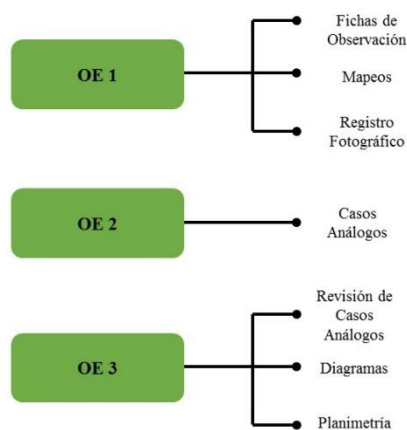 OE 1
Fichas de
Observación
Mapeos
Registro
Fotográfico
OE 2
Casos
Análogos
OE 3
Revisión de
Casos
Análogos
Diagramas
Planimetría